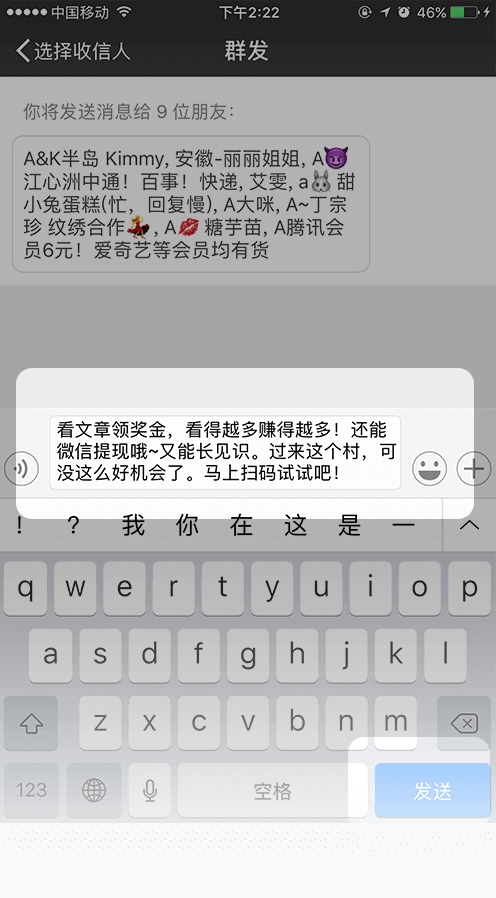 中国移动 下午2:22 46%
选择收信人 群发
你将发送消息给 9 位朋友：
A&K半岛 Kimmy, 安徽-丽丽姐姐, A😈
江心洲中通！百事！快递, 艾雯, a🐰 甜
小兔蛋糕(忙，回复慢), A大咪, A~丁宗
珍 纹绣合作💃, A💋 糖芋苗, A腾讯会
员6元！爱奇艺等会员均有货
看文章领奖金，看得越多赚得越多！还能
微信提现哦~又能长见识。过来这个村，可
没这么好机会了。马上扫码试试吧！
！ ？ 我 你 在 这 是 一
q w e r t y u i o p
a s d f g h j k l
z x c v b n m
123 空格 发送